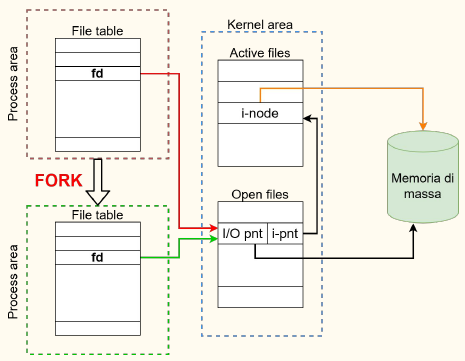 Process area
File table
fd
FORK
Process area
File table
fd
Kernel area
Active files
i-node
Open files
I/O pnt
i-pnt
Memoria di
massa